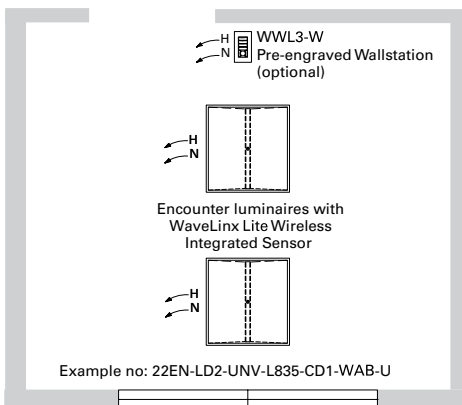 H WWL3-W
N Pre-engraved Wallstation
(optional)
H
N
Encounter luminaires with
WaveLinx Lite Wireless
Integrated Sensor
H
N
Example no: 22EN-LD2-UNV-L835-CD1-WAB-U